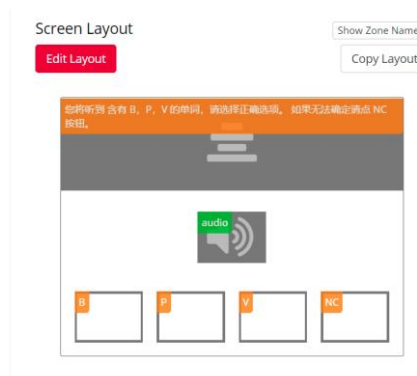 Screen Layout
Show Zone Name
Edit Layout
Copy Layout
您将听到 含有 B, P, V 的单词, 请选择正确选项。 如果无法确定请点 NC
按钮。
audio
B
P
V
NC